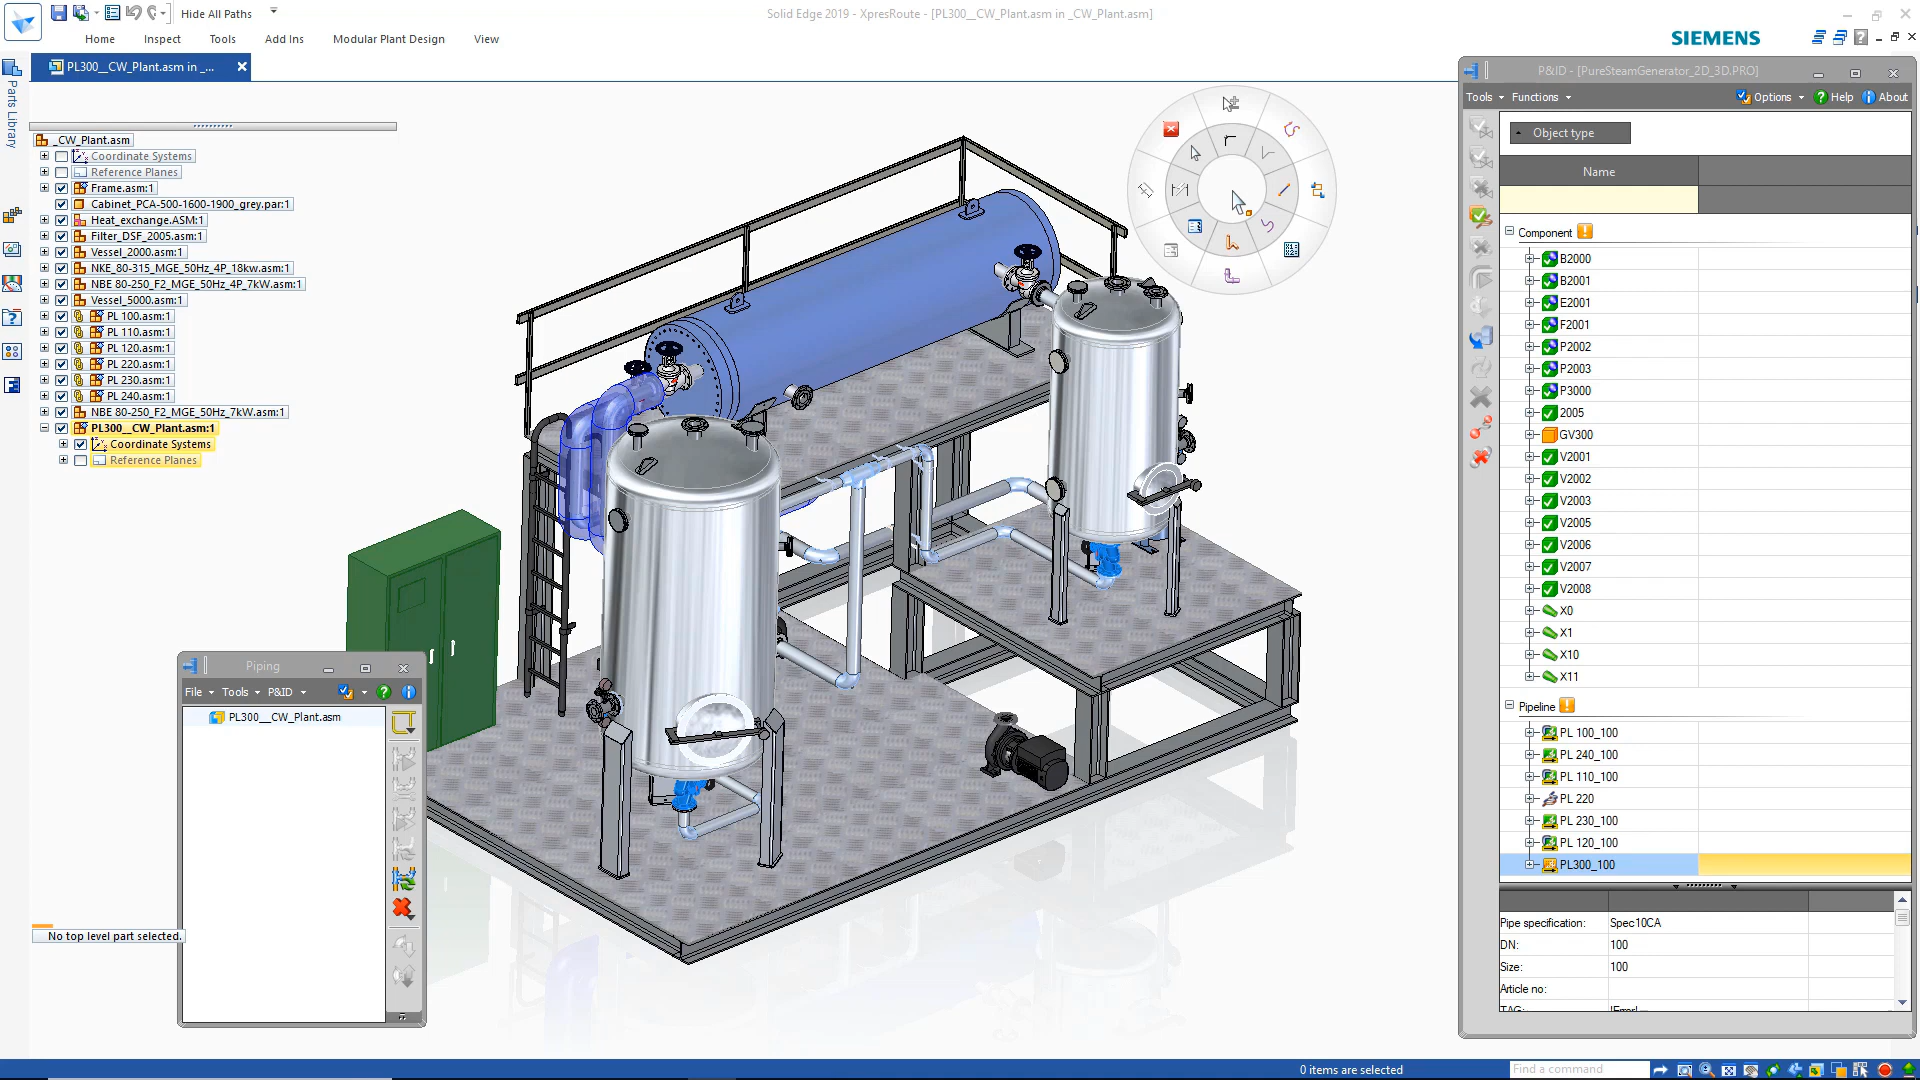 Hide All Paths
Solid Edge 2019 - XpresRoute - [PL300__CW_Plant.asm in _CW_Plant.asm]
Home
Inspect
Tools
Add Ins
Modular Plant Design
View
SIEMENS
PL300__CW_Plant.asm in _...
Parts Library
_CW_Plant.asm
Coordinate Systems
Reference Planes
Frame.asm:1
Cabinet_PCA-500-1600-1900_grey.par:1
Heat_exchange.ASM:1
Filter_DSF_2005.asm:1
Vessel_2000.asm:1
NKE_80-315_MGE_50Hz_4P_18kw.asm:1
NBE 80-250_F2_MGE_50Hz_4P_7kW.asm:1
Vessel_5000.asm:1
PL 100.asm:1
PL 110.asm:1
PL 120.asm:1
PL 220.asm:1
PL 230.asm:1
PL 240.asm:1
NBE 80-250_F2_MGE_50Hz_7kW.asm:1
PL300__CW_Plant.asm:1
Coordinate Systems
Reference Planes
No top level part selected.
Piping
File
Tools
P&ID
PL300__CW_Plant.asm
P&ID - [PureSteamGenerator_2D_3D.PRO]
Tools
Functions
Options
Help
About
Object type
Name
Component
B2000
B2001
E2001
F2001
P2002
P2003
P3000
2005
GV300
V2001
V2002
V2003
V2005
V2006
V2007
V2008
X0
X1
X10
X11
Pipeline
PL 100_100
PL 240_100
PL 110_100
PL 220
PL 230_100
PL 120_100
PL300_100
Pipe specification: Spec10CA
DN: 100
Size: 100
Article no:
TAG: !Error!
0 items are selected
Find a command